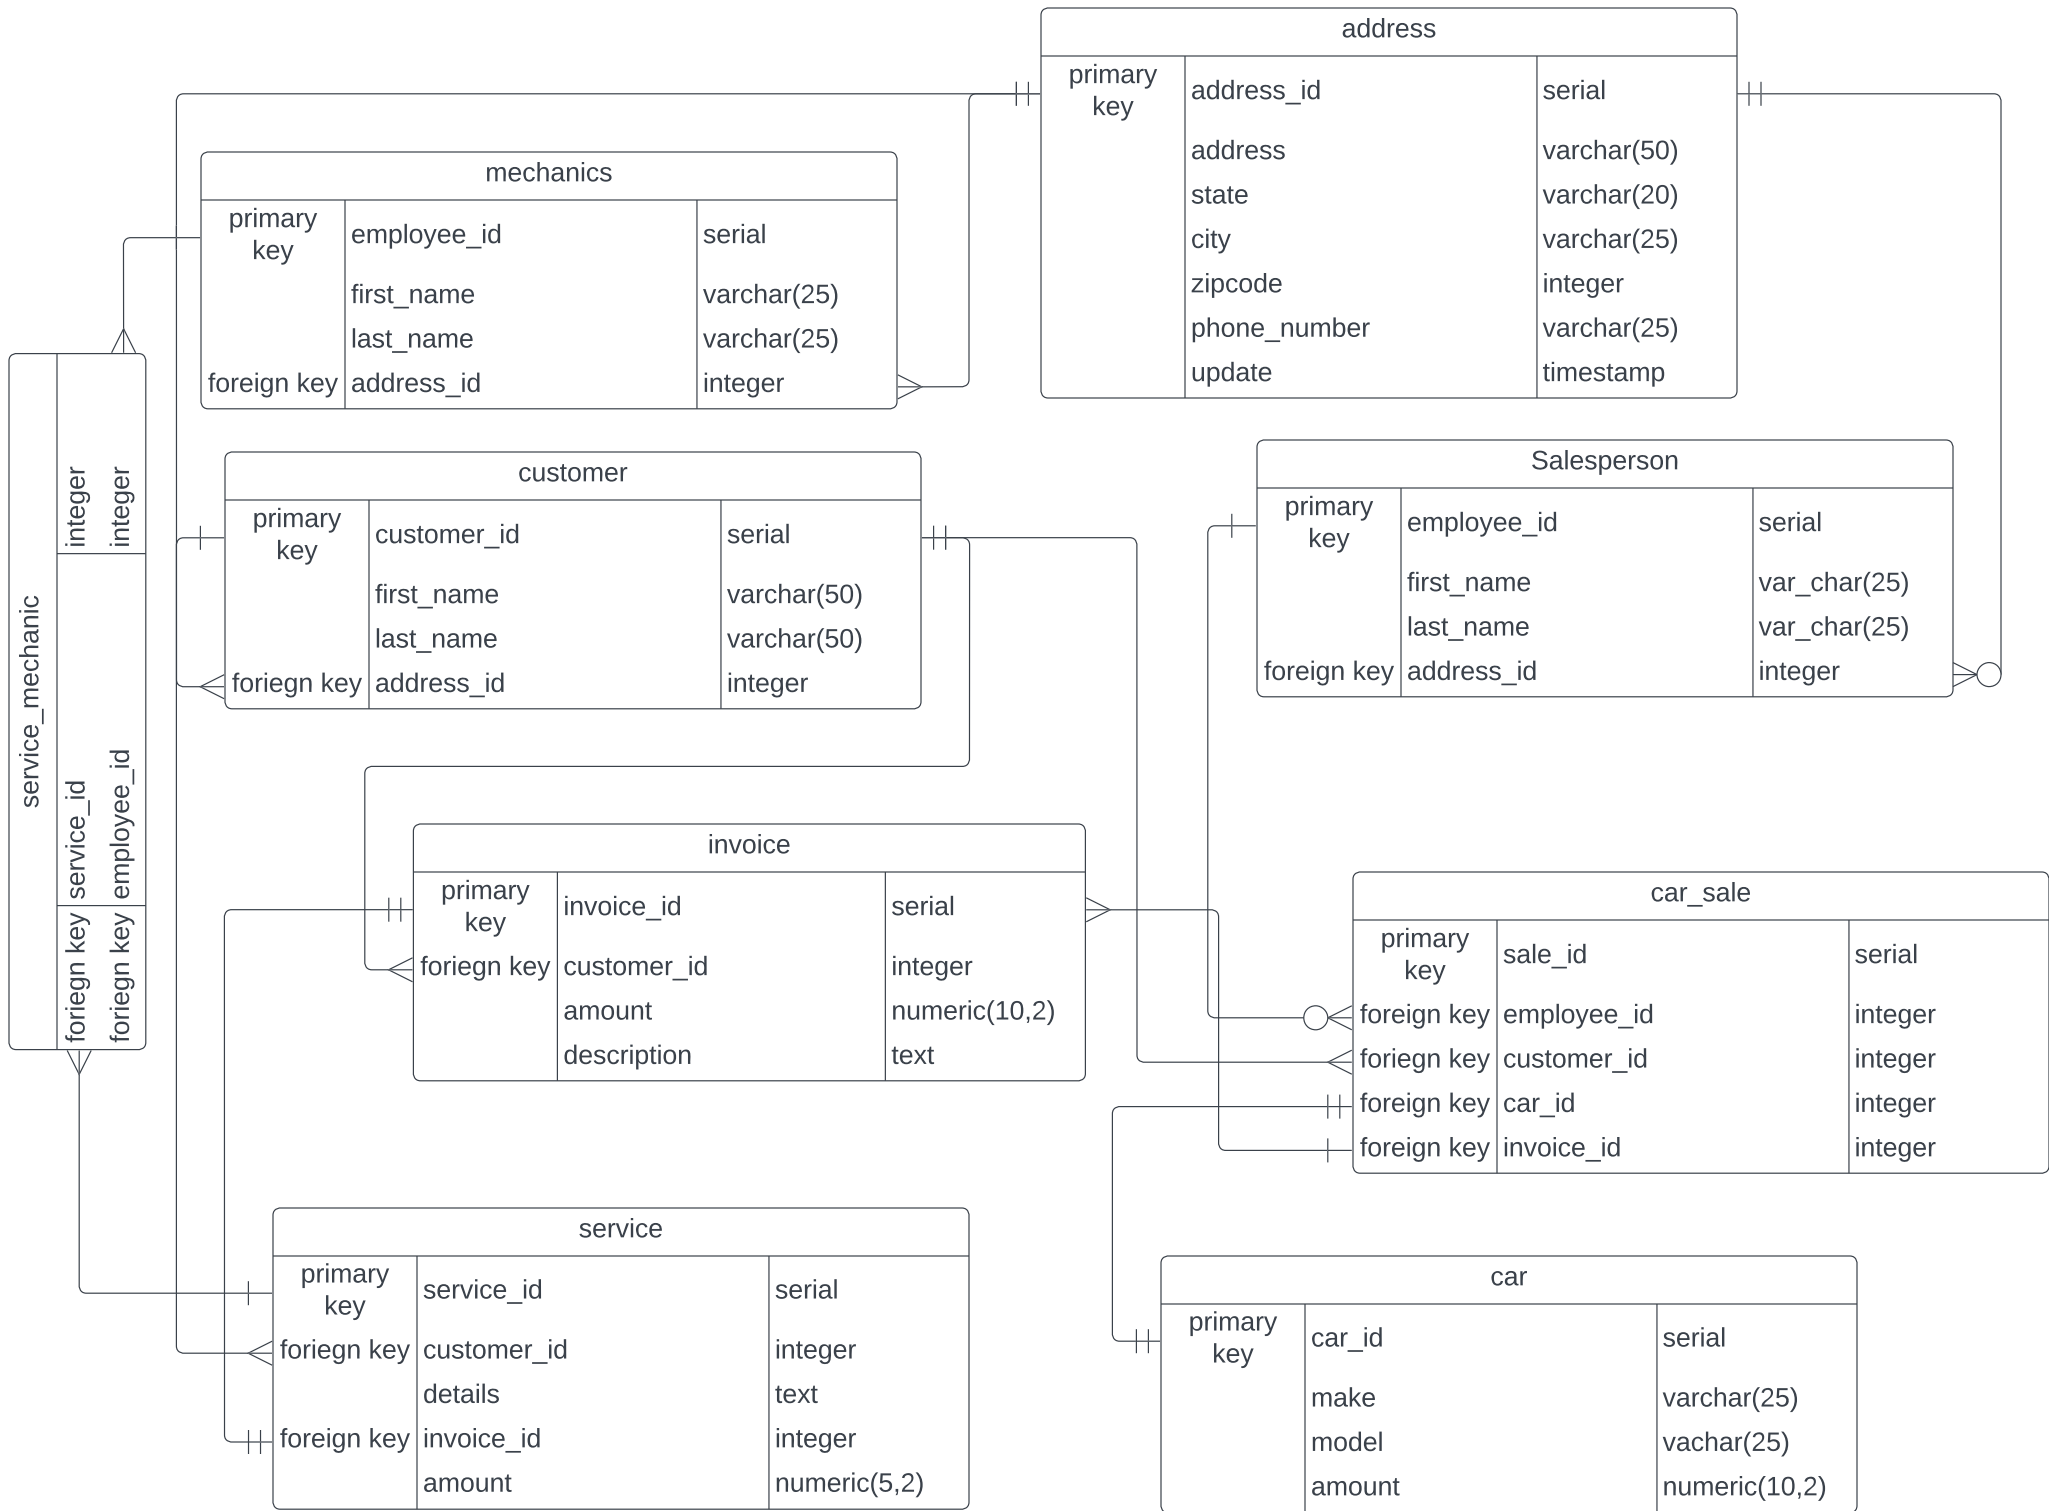 address
primary
key
address_id serial
address varchar(50)
state varchar(20)
city varchar(25)
zipcode integer
phone_number varchar(25)
update timestamp
mechanics
primary
key
employee_id serial
first_name varchar(25)
last_name varchar(25)
foreign key address_id integer
customer
primary
key
customer_id serial
first_name varchar(50)
last_name varchar(50)
foriegn key address_id integer
Salesperson
primary
key
employee_id serial
first_name var_char(25)
last_name var_char(25)
foreign key address_id integer
service_mechanic
foriegn key service_id integer
foriegn key employee_id integer
invoice
primary
key
invoice_id serial
foriegn key customer_id integer
amount numeric(10,2)
description text
car_sale
primary
key
sale_id serial
foreign key employee_id integer
foriegn key customer_id integer
foreign key car_id integer
foreign key invoice_id integer
service
primary
key
service_id serial
foriegn key customer_id integer
details text
foreign key invoice_id integer
amount numeric(5,2)
car
primary
key
car_id serial
make varchar(25)
model vachar(25)
amount numeric(10,2)